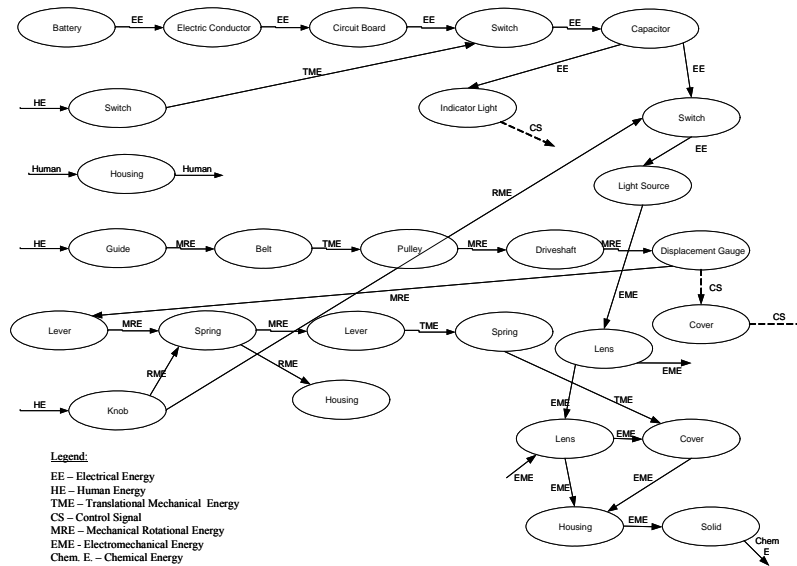 Battery EE Electric Conductor EE Circuit Board EE Switch EE Capacitor
TME EE EE
HE Switch Indicator Light CS Switch
Human Housing Human RME EE
Light Source
HE Guide MRE Belt TME Pulley MRE Driveshaft MRE Displacement Gauge
MRE EME CS
Lever MRE Spring MRE Lever TME Spring Cover CS
RME RME Lens EME
Housing
HE Knob EME TME
Lens EME Cover
EME EME EME
Housing EME Solid
Chem
E
Legend:
EE – Electrical Energy
HE – Human Energy
TME – Translational Mechanical Energy
CS – Control Signal
MRE – Mechanical Rotational Energy
EME - Electromechanical Energy
Chem. E. – Chemical Energy